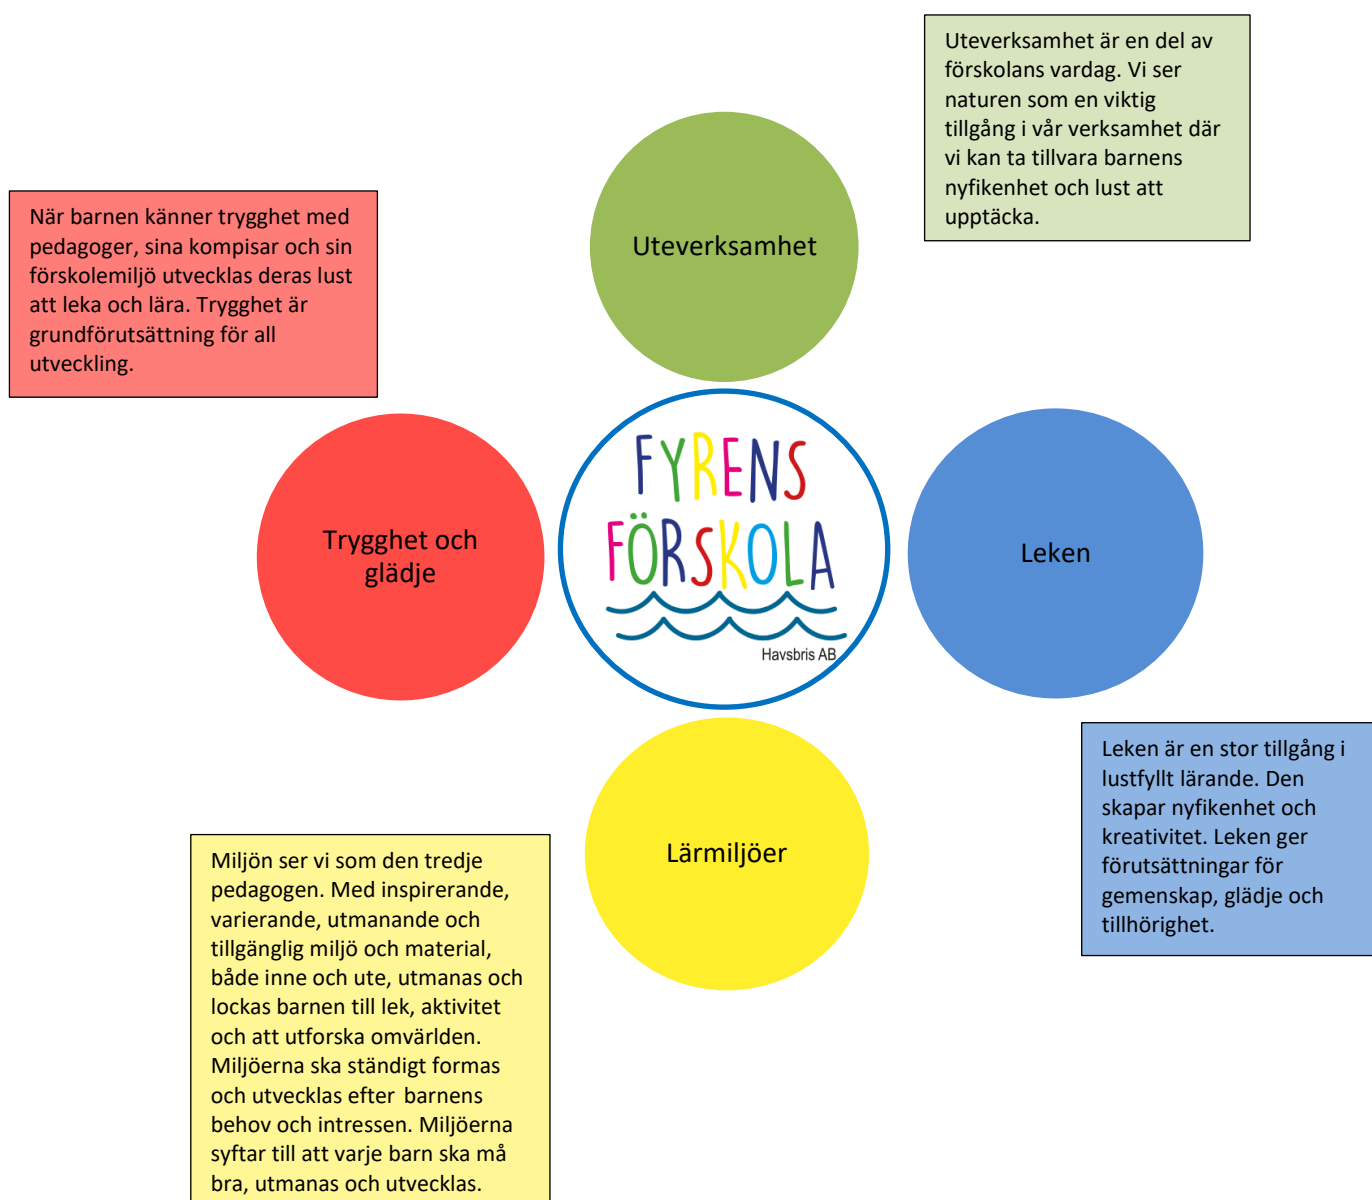 Uteverksamhet är en del av
förskolans vardag. Vi ser
naturen som en viktig
tillgång i vår verksamhet där
vi kan ta tillvara barnens
nyfikenhet och lust att
upptäcka.
När barnen känner trygghet med
pedagoger, sina kompisar och sin
förskolemiljö utvecklas deras lust
att leka och lära. Trygghet är
grundförutsättning för all
utveckling.
Uteverksamhet
Trygghet och
glädje
FYRENS
FÖRSKOLA
Havsbris AB
Leken
Lärmiljöer
Leken är en stor tillgång i
lustfyllt lärande. Den
skapar nyfikenhet och
kreativitet. Leken ger
förutsättningar för
gemenskap, glädje och
tillhörighet.
Miljön ser vi som den tredje
pedagogen. Med inspirerande,
varierande, utmanande och
tillgänglig miljö och material,
både inne och ute, utmanas och
lockas barnen till lek, aktivitet
och att utforska omvärlden.
Miljöerna ska ständigt formas
och utvecklas efter barnens
behov och intressen. Miljöerna
syftar till att varje barn ska må
bra, utmanas och utvecklas.